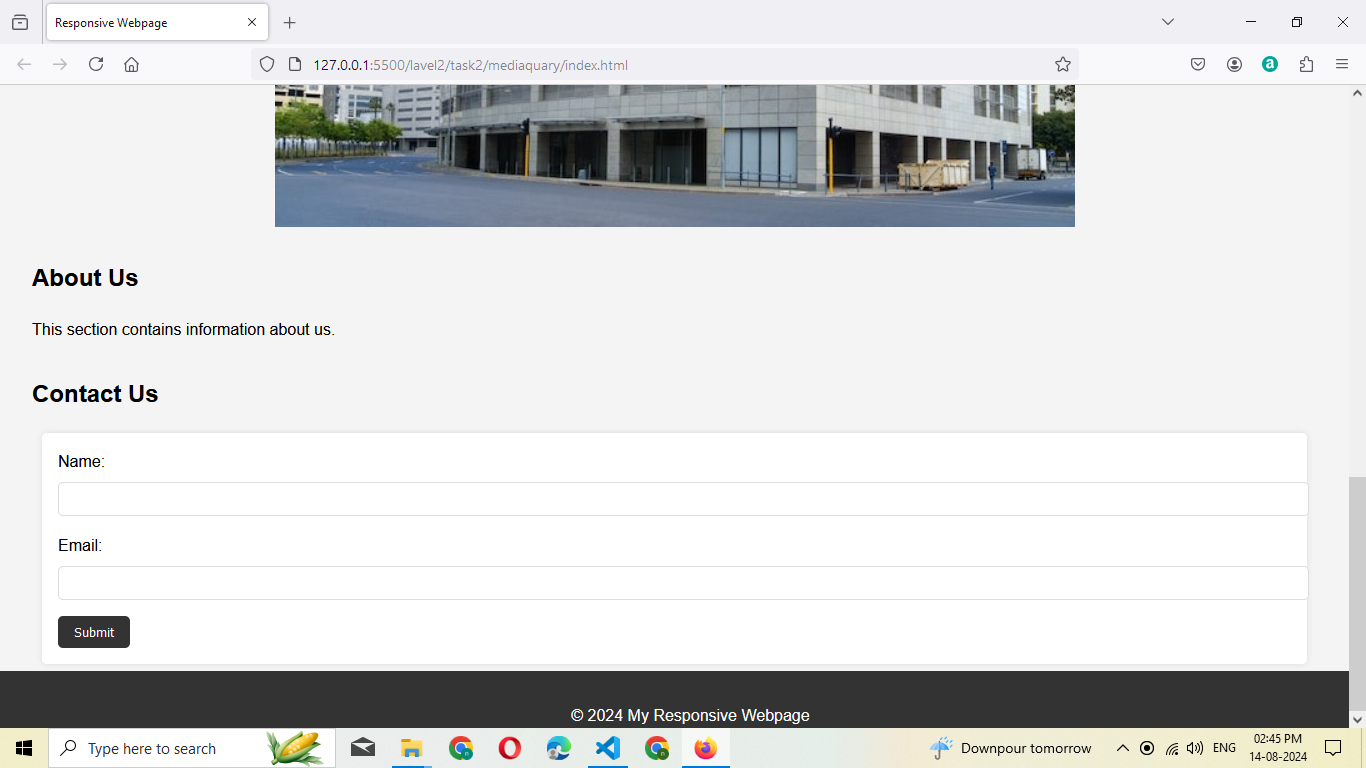 Responsive Webpage
127.0.0.1:5500/lavel2/task2/mediaquary/index.html
About Us
This section contains information about us.
Contact Us
Name:
Email:
Submit
© 2024 My Responsive Webpage
Type here to search
Downpour tomorrow
ENG
02:45 PM
14-08-2024